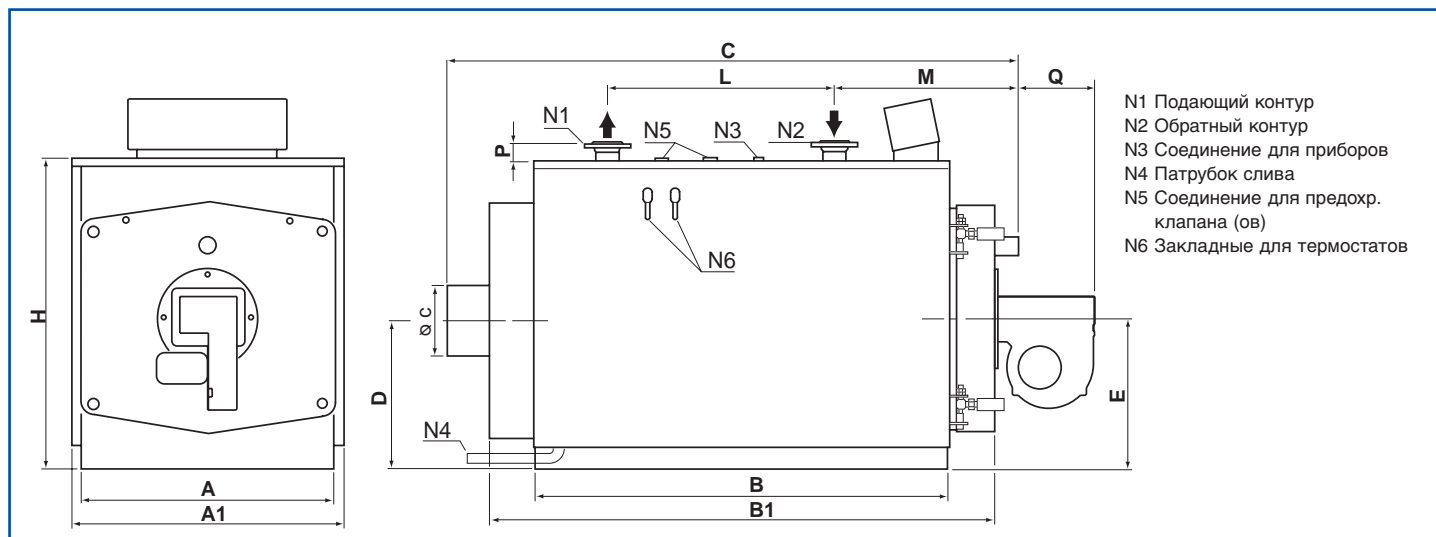 C
L
M
Q
N1
N5
N3
N2
P
N6
H
Ø C
D
E
N4
A
A1
B
B1
N1 Подающий контур
N2 Обратный контур
N3 Соединение для приборов
N4 Патрубок слива
N5 Соединение для предохр.
клапана (ов)
N6 Закладные для термостатов